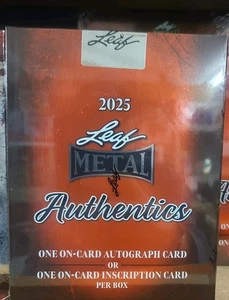 Leaf
2025
Leaf
METAL
Authentics
ONE ON-CARD AUTOGRAPH CARD
OR
ONE ON-CARD INSCRIPTION CARD
PER BOX